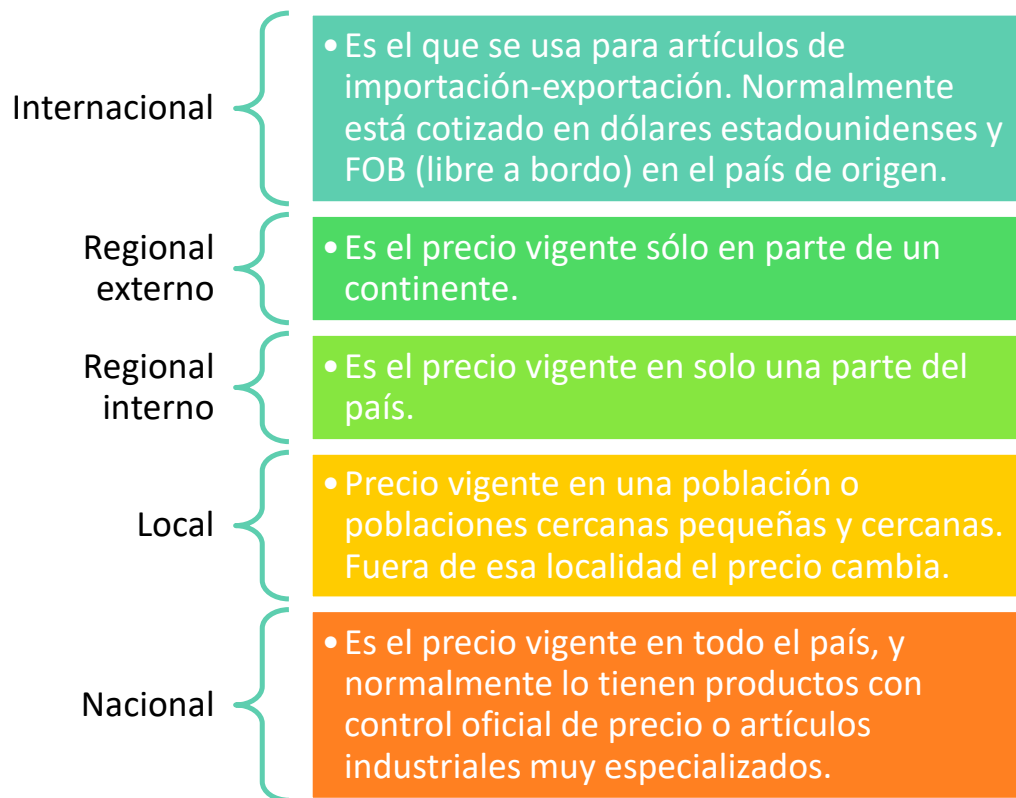 Internacional
• Es el que se usa para artículos de
importación-exportación. Normalmente
está cotizado en dólares estadounidenses y
FOB (libre a bordo) en el país de origen.
Regional
externo
• Es el precio vigente sólo en parte de un
continente.
Regional
interno
• Es el precio vigente en solo una parte del
país.
Local
• Precio vigente en una población o
poblaciones cercanas pequeñas y cercanas.
Fuera de esa localidad el precio cambia.
Nacional
• Es el precio vigente en todo el país, y
normalmente lo tienen productos con
control oficial de precio o artículos
industriales muy especializados.